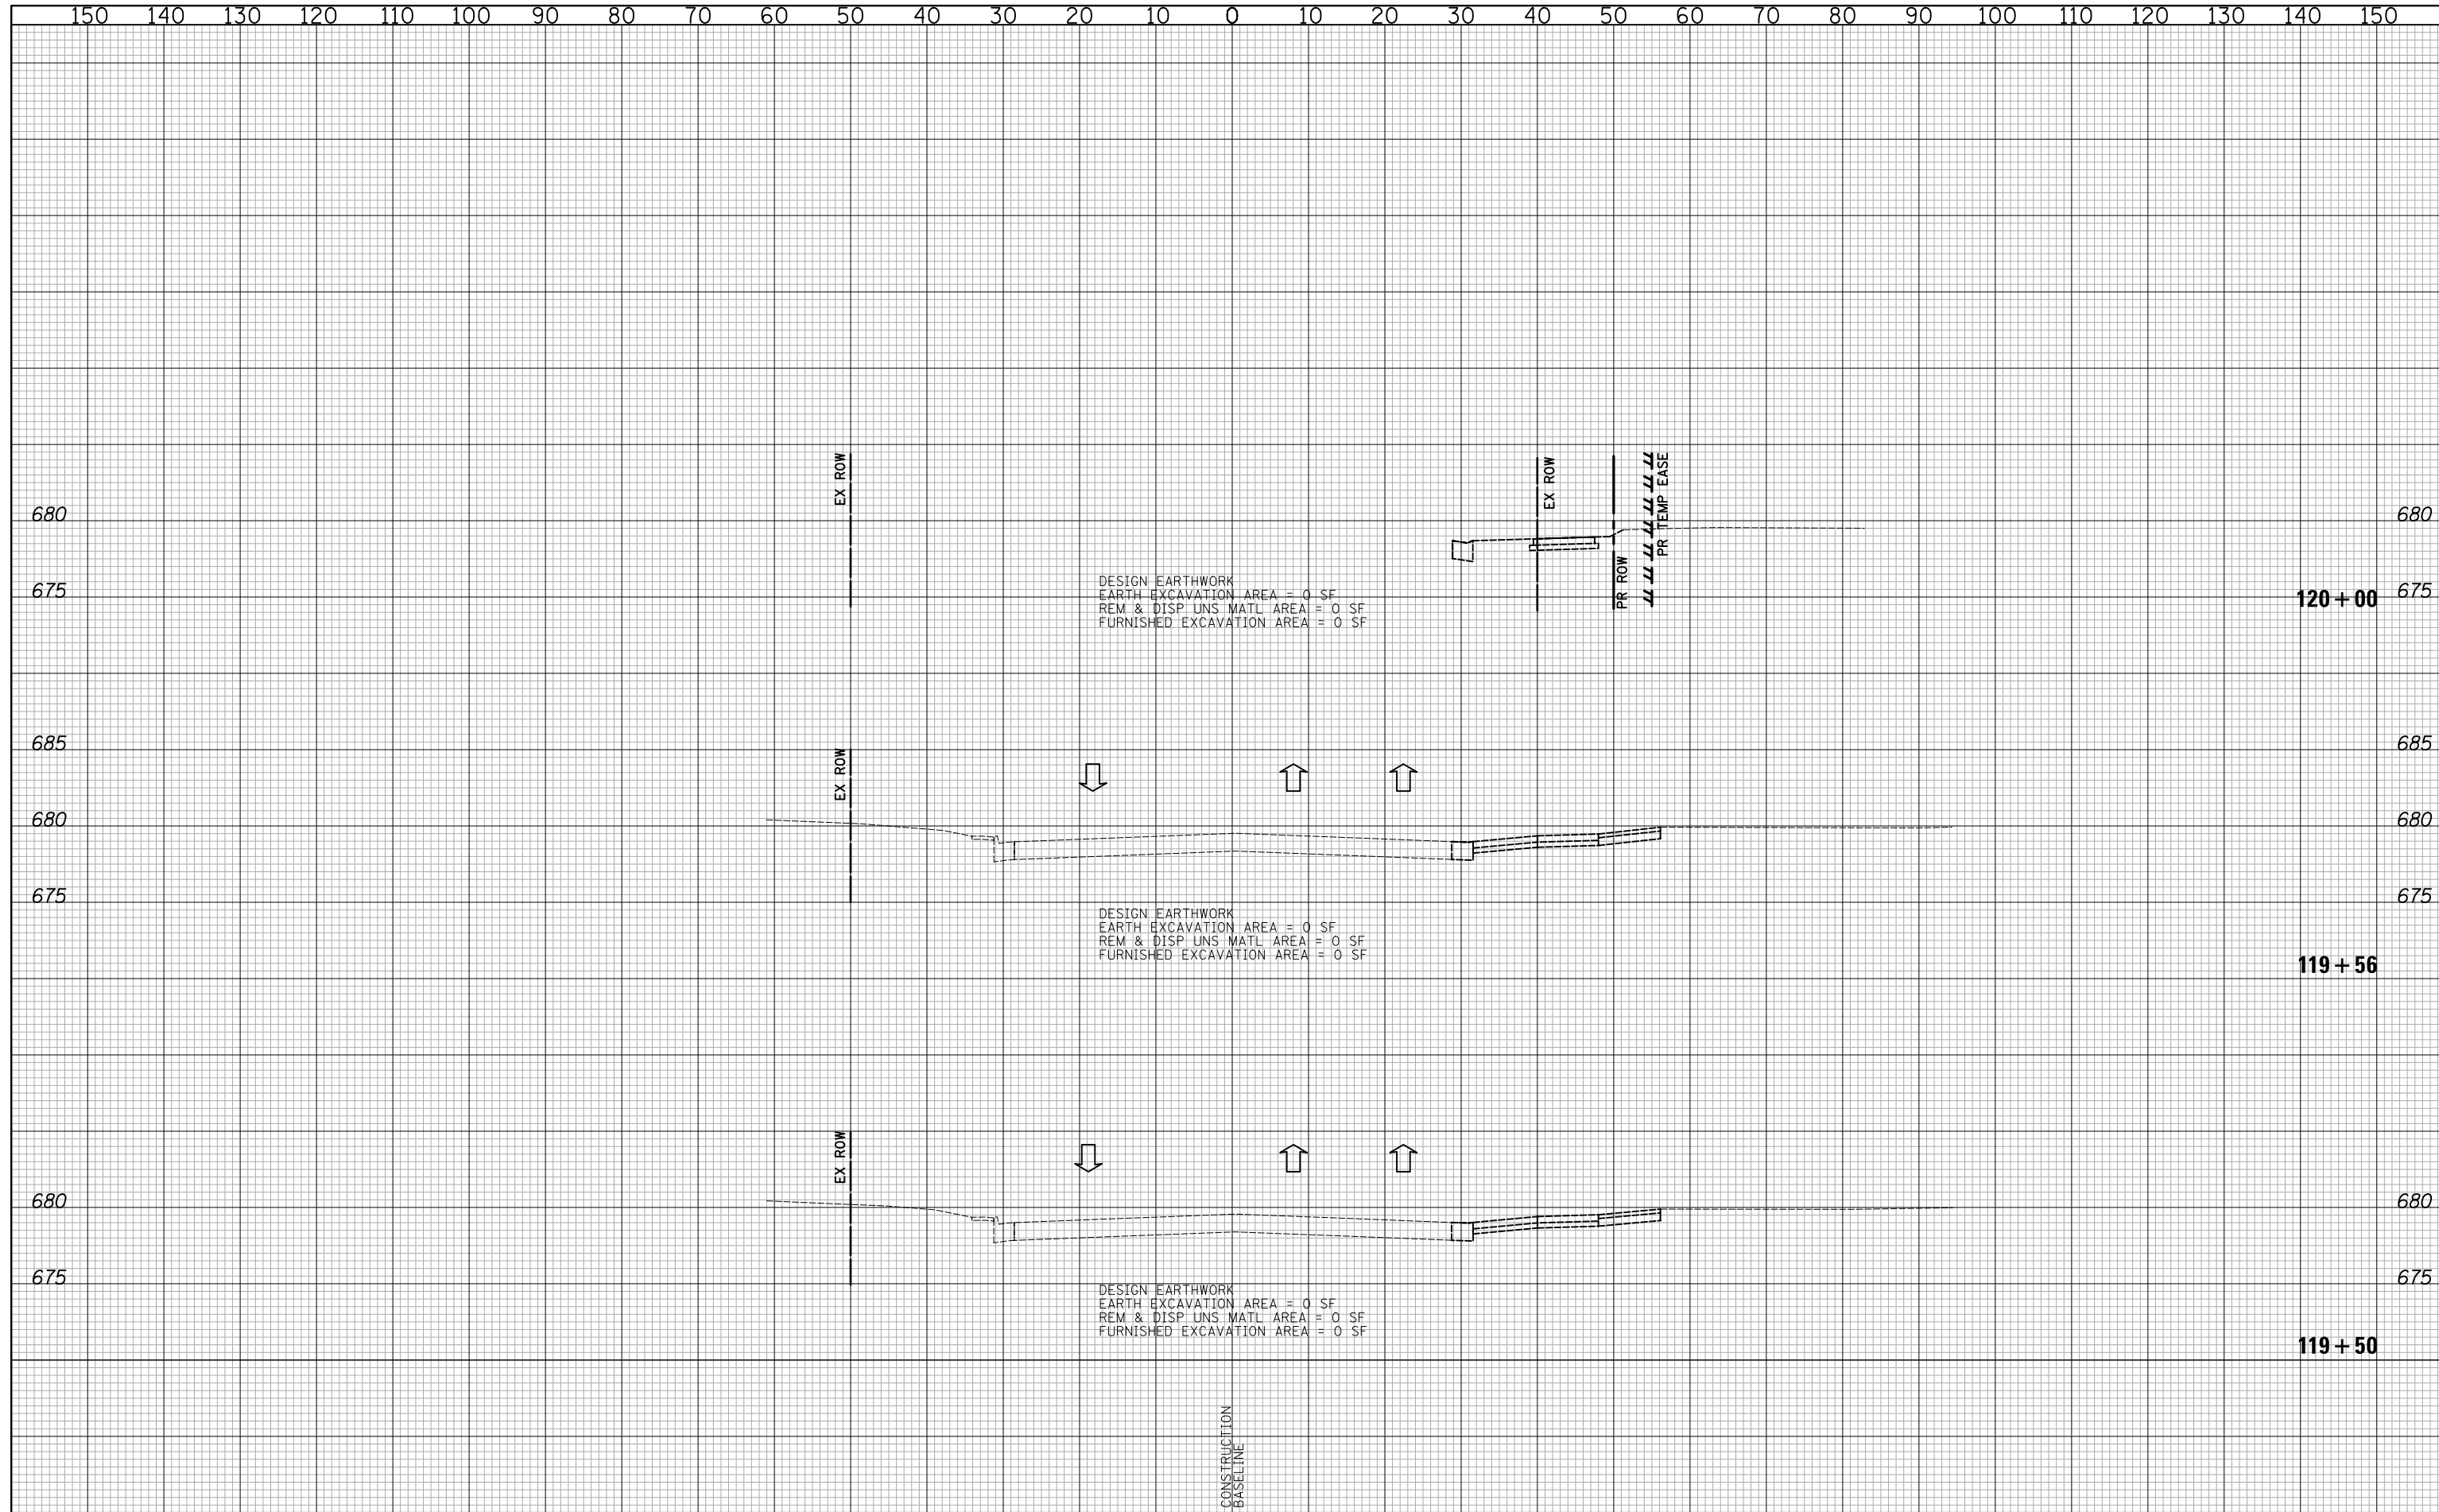 150 140 130 120 110 100 90 80 70 60 50 40 30 20 10 0 10 20 30 40 50 60 70 80 90 100 110 120 130 140 150
EX ROW
EX ROW
PR ROW
PR TEMP EASE
680 680
675 675
DESIGN EARTHWORK
EARTH EXCAVATION AREA = 0 SF
REM & DISP UNS MATL AREA = 0 SF
FURNISHED EXCAVATION AREA = 0 SF
120+00
685 685
EX ROW
680 680
675 675
DESIGN EARTHWORK
EARTH EXCAVATION AREA = 0 SF
REM & DISP UNS MATL AREA = 0 SF
FURNISHED EXCAVATION AREA = 0 SF
119+56
EX ROW
680 680
675 675
DESIGN EARTHWORK
EARTH EXCAVATION AREA = 0 SF
REM & DISP UNS MATL AREA = 0 SF
FURNISHED EXCAVATION AREA = 0 SF
119+50
CONSTRUCTION
BASELINE